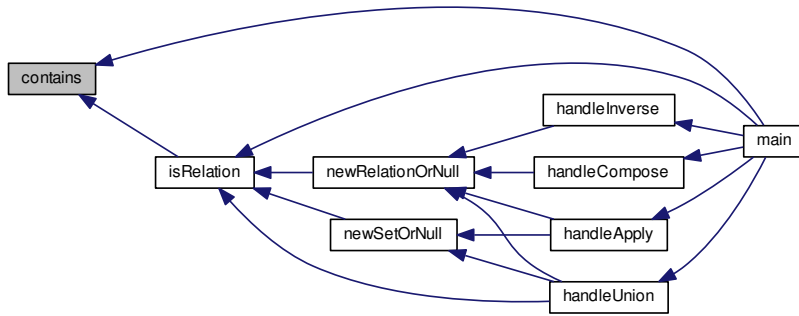 contains
isRelation
newRelationOrNull
newSetOrNull
handleInverse
handleCompose
handleApply
handleUnion
main